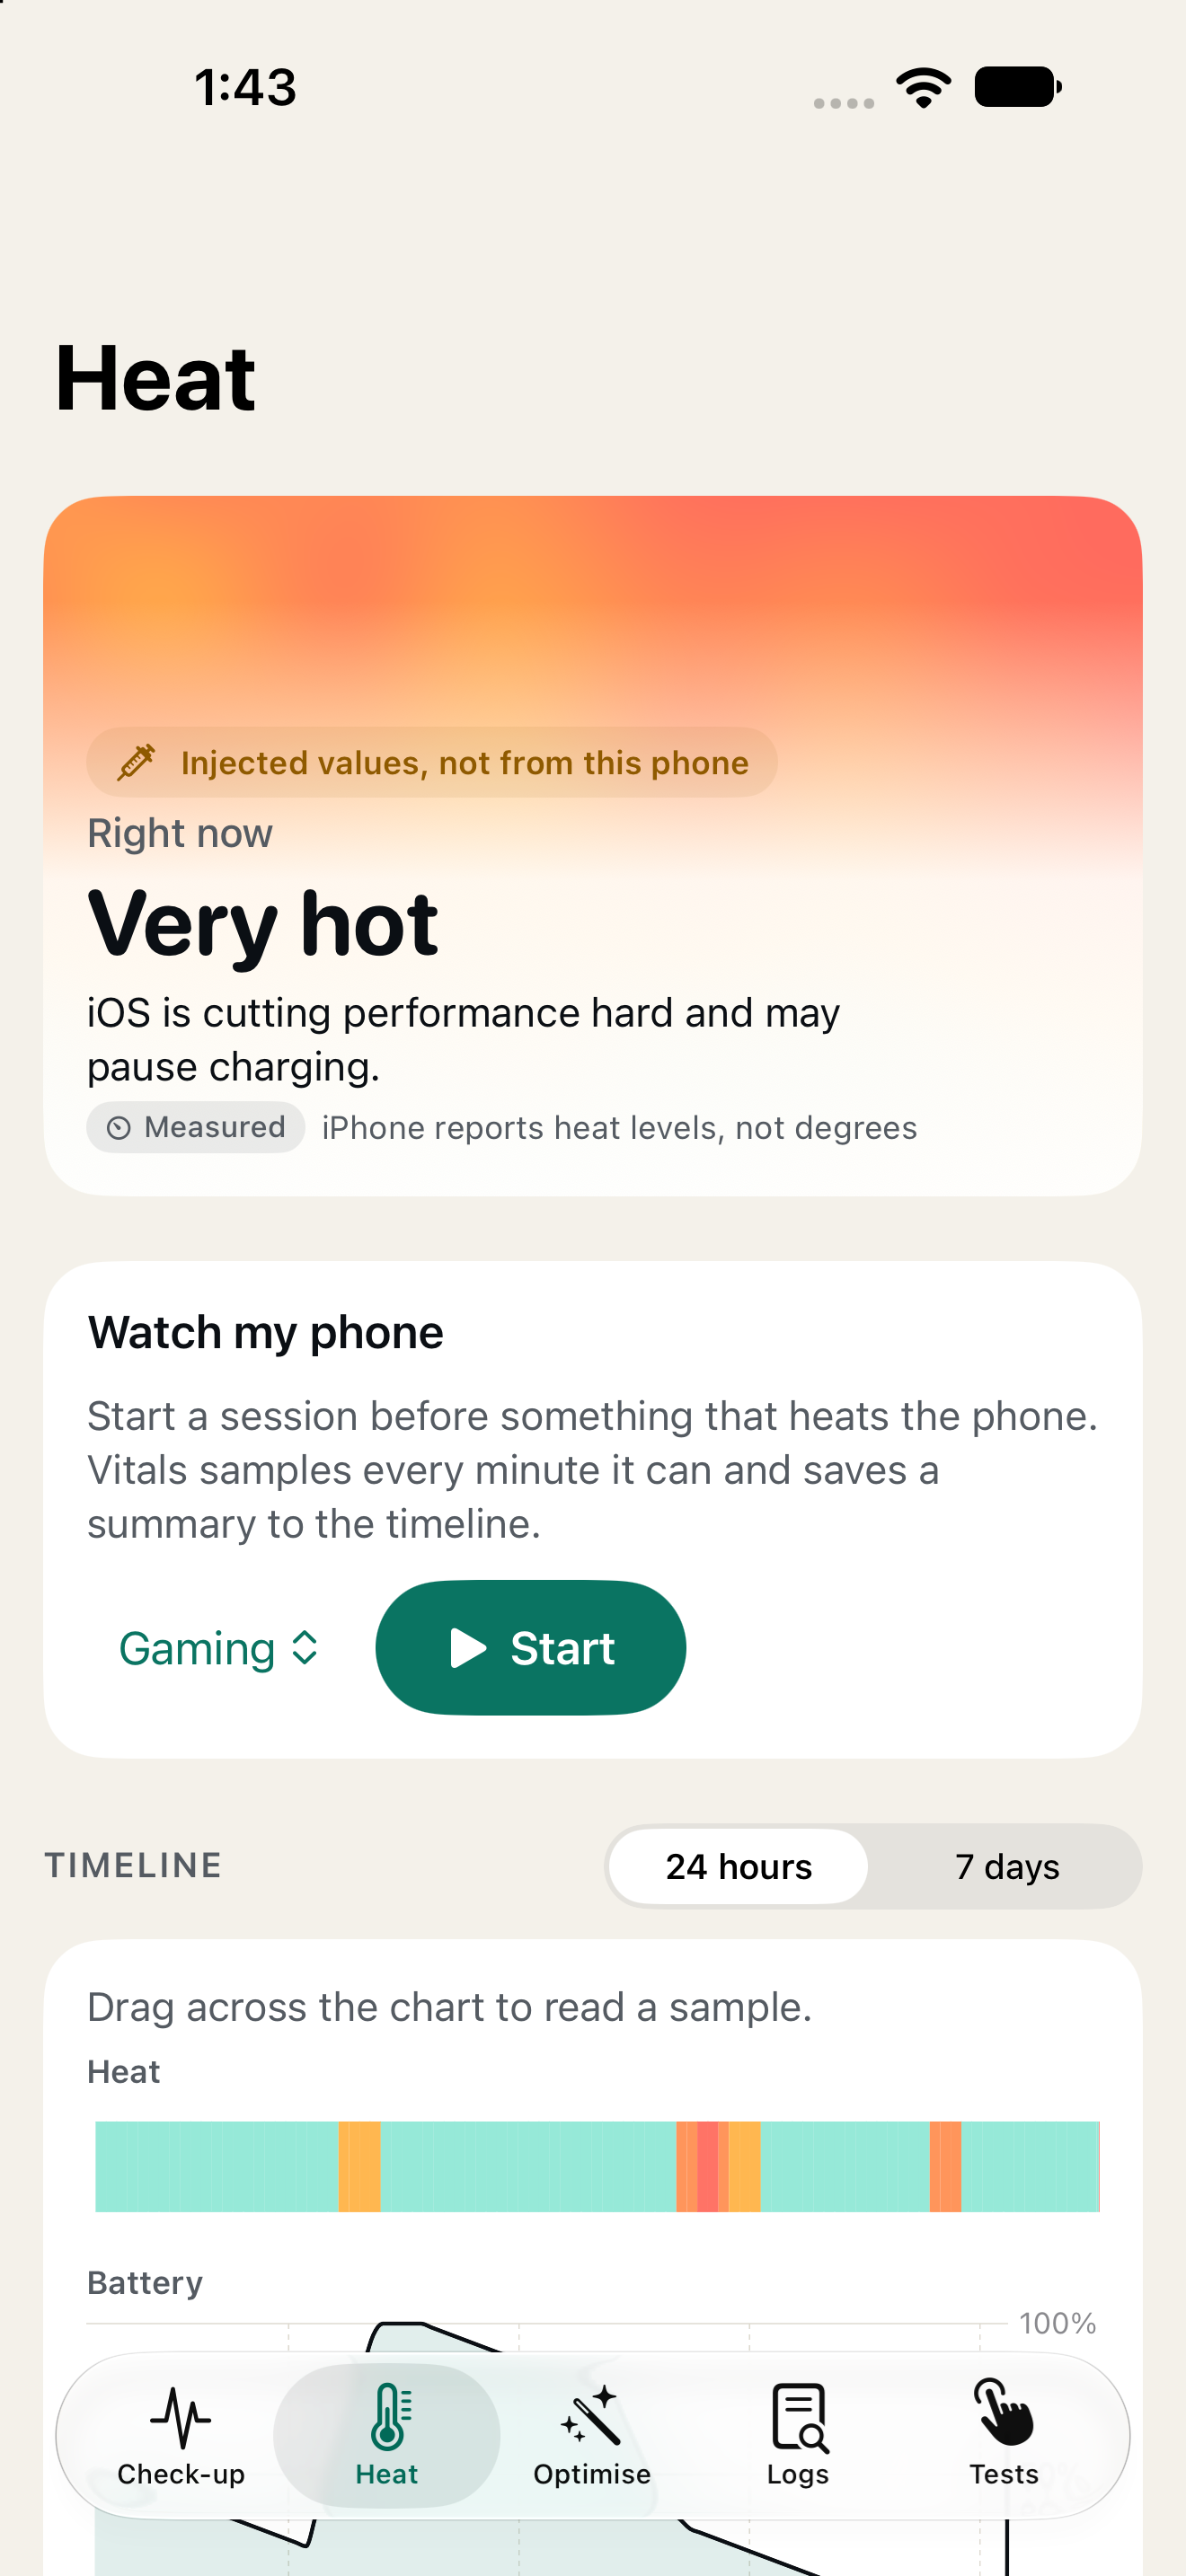 1:43
Heat
Injected values, not from this phone
Right now
Very hot
iOS is cutting performance hard and may
pause charging.
Measured
iPhone reports heat levels, not degrees
Watch my phone
Start a session before something that heats the phone.
Vitals samples every minute it can and saves a
summary to the timeline.
Gaming
Start
TIMELINE
24 hours
7 days
Drag across the chart to read a sample.
Heat
Battery
100%
Check-up
Heat
Optimise
Logs
Tests